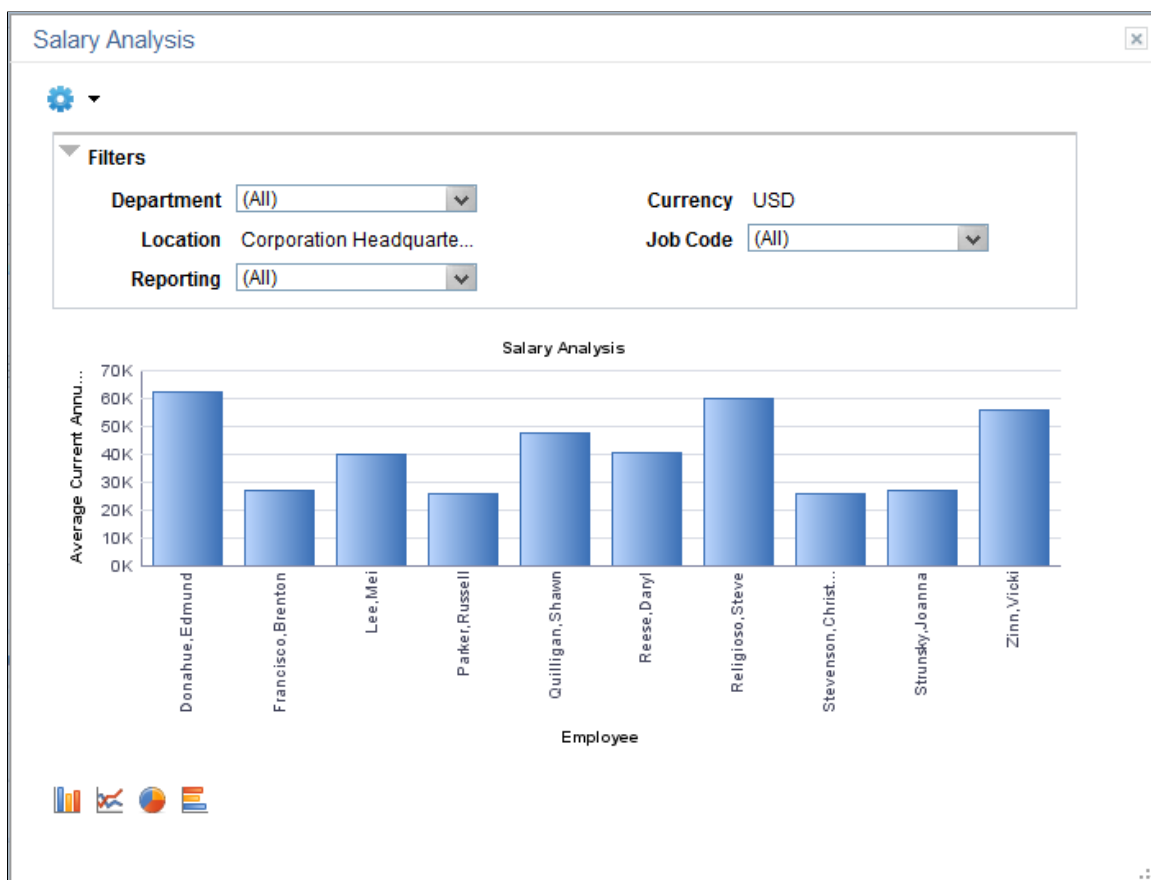 Salary Analysis
Filters
Department (All)
Currency USD
Location Corporation Headquarte...
Job Code (All)
Reporting (All)
Salary Analysis
Average Current Annu...
70K
60K
50K
40K
30K
20K
10K
0K
Donahue,Edmund
Francisco,Brenton
Lee,Mei
Parker,Russell
Quilligan,Shawn
Reese,Daryl
Religioso,Steve
Stevenson,Christ...
Strunsky,Joanna
Zinn,Vicki
Employee